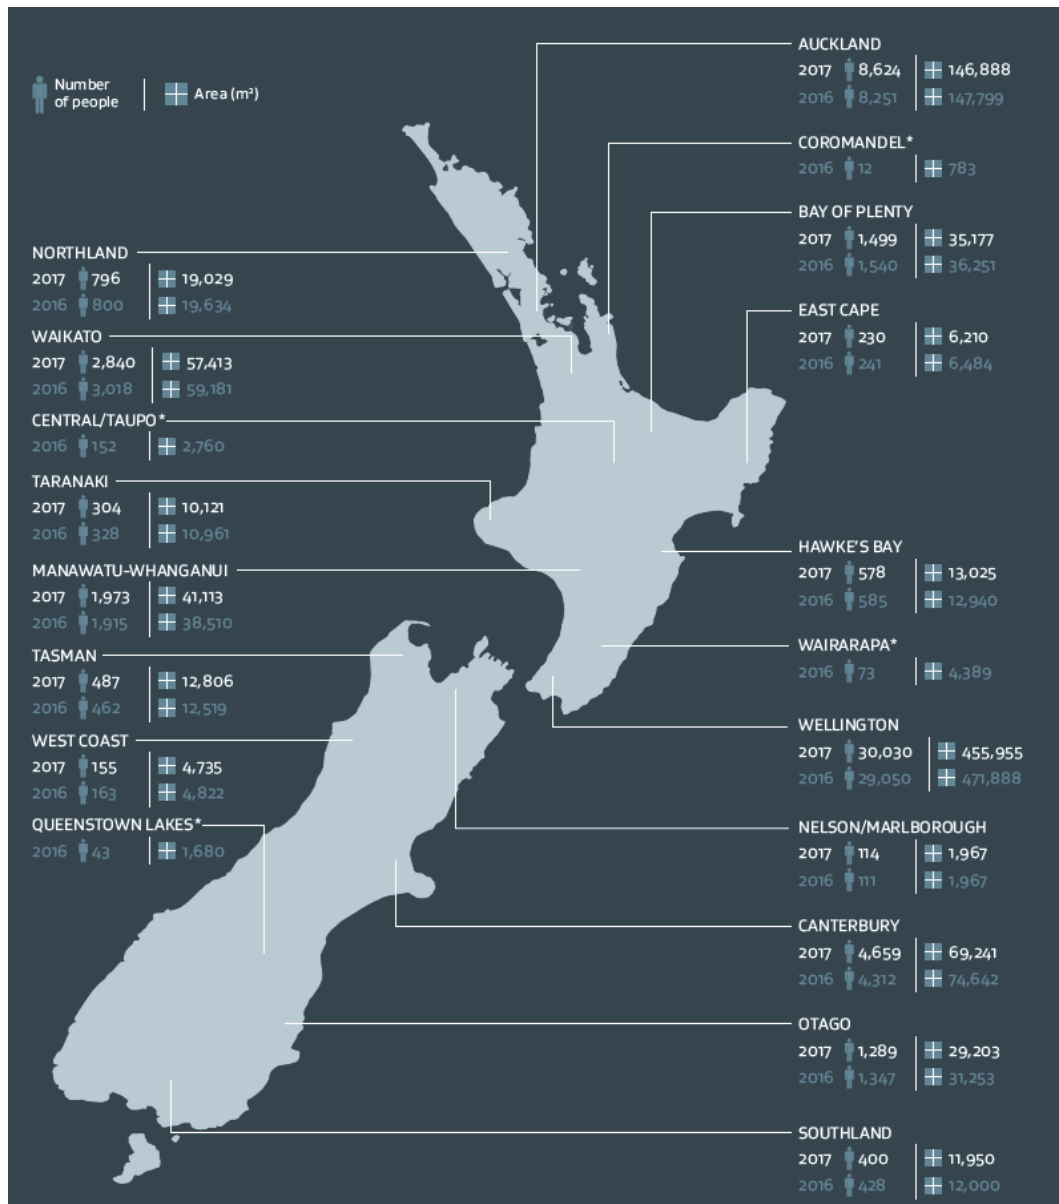 Number
of people
Area (m²)
NORTHLAND
2017 796 19,029
2016 800 19,634
WAIKATO
2017 2,840 57,413
2016 3,018 59,181
CENTRAL/TAUPO*
2016 152 2,760
TARANAKI
2017 304 10,121
2016 328 10,961
MANAWATU-WHANGANUI
2017 1,973 41,113
2016 1,915 38,510
TASMAN
2017 487 12,806
2016 462 12,519
WEST COAST
2017 155 4,735
2016 163 4,822
QUEENSTOWN LAKES*
2016 43 1,680
AUCKLAND
2017 8,624 146,888
2016 8,251 147,799
COROMANDEL*
2016 12 783
BAY OF PLENTY
2017 1,499 35,177
2016 1,540 36,251
EAST CAPE
2017 230 6,210
2016 241 6,484
HAWKE'S BAY
2017 578 13,025
2016 585 12,940
WAIRARAPA*
2016 73 4,389
WELLINGTON
2017 30,030 455,955
2016 29,050 471,888
NELSON/MARLBOROUGH
2017 114 1,967
2016 111 1,967
CANTERBURY
2017 4,659 69,241
2016 4,312 74,642
OTAGO
2017 1,289 29,203
2016 1,347 31,253
SOUTHLAND
2017 400 11,950
2016 428 12,000